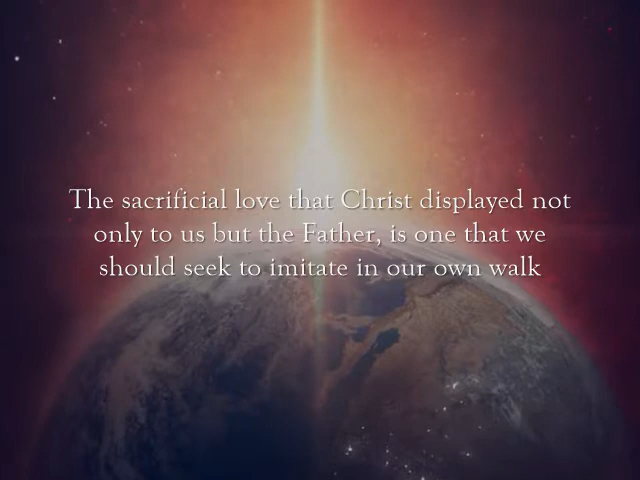 The sacrificial love that Christ displayed not
only to us but the Father, is one that we
should seek to imitate in our own walk